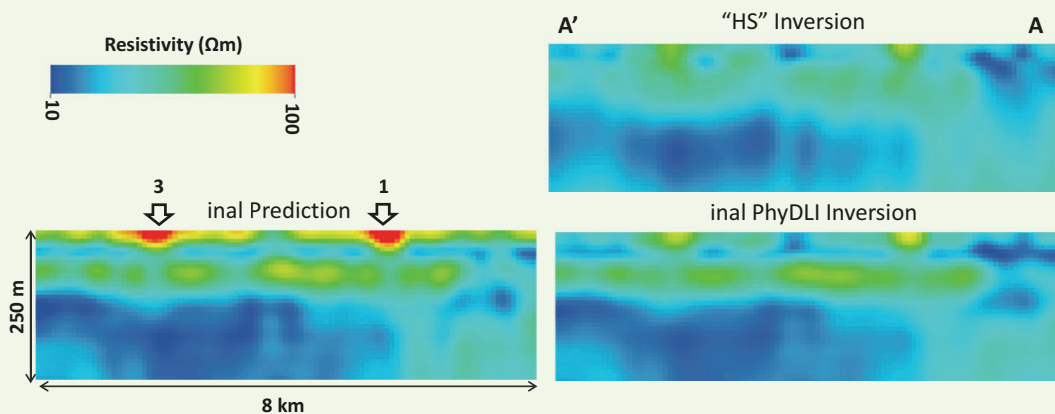 A’ “HS” Inversion A
Resistivity (Ωm)
10 100
3 1
inal Prediction
inal PhyDLI Inversion
250 m
8 km